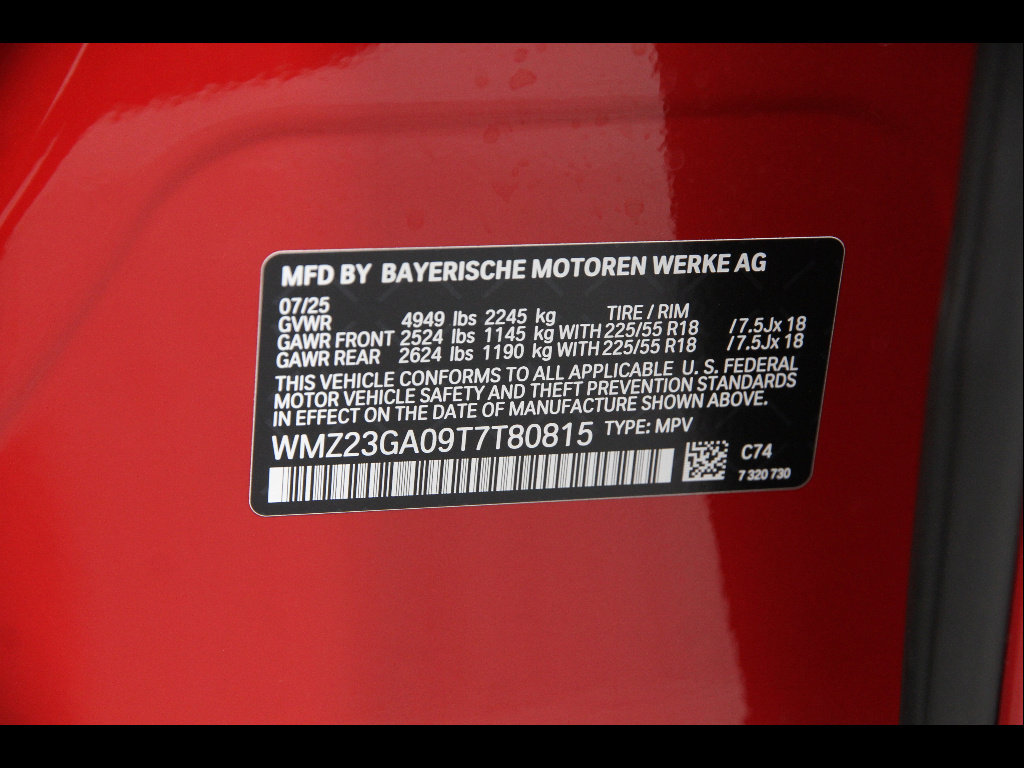 MFD BY BAYERISCHE MOTOREN WERKE AG
07/25 TIRE / RIM
GVWR 4949 lbs 2245 kg
GAWR FRONT 2524 lbs 1145 kg WITH 225/55 R18 /7.5Jx 18
GAWR REAR 2624 lbs 1190 kg WITH 225/55 R18 /7.5Jx 18
THIS VEHICLE CONFORMS TO ALL APPLICABLE U. S. FEDERAL
MOTOR VEHICLE SAFETY AND THEFT PREVENTION STANDARDS
IN EFFECT ON THE DATE OF MANUFACTURE SHOWN ABOVE.
WMZ23GA09T7T80815 TYPE: MPV
C74
7 320 730